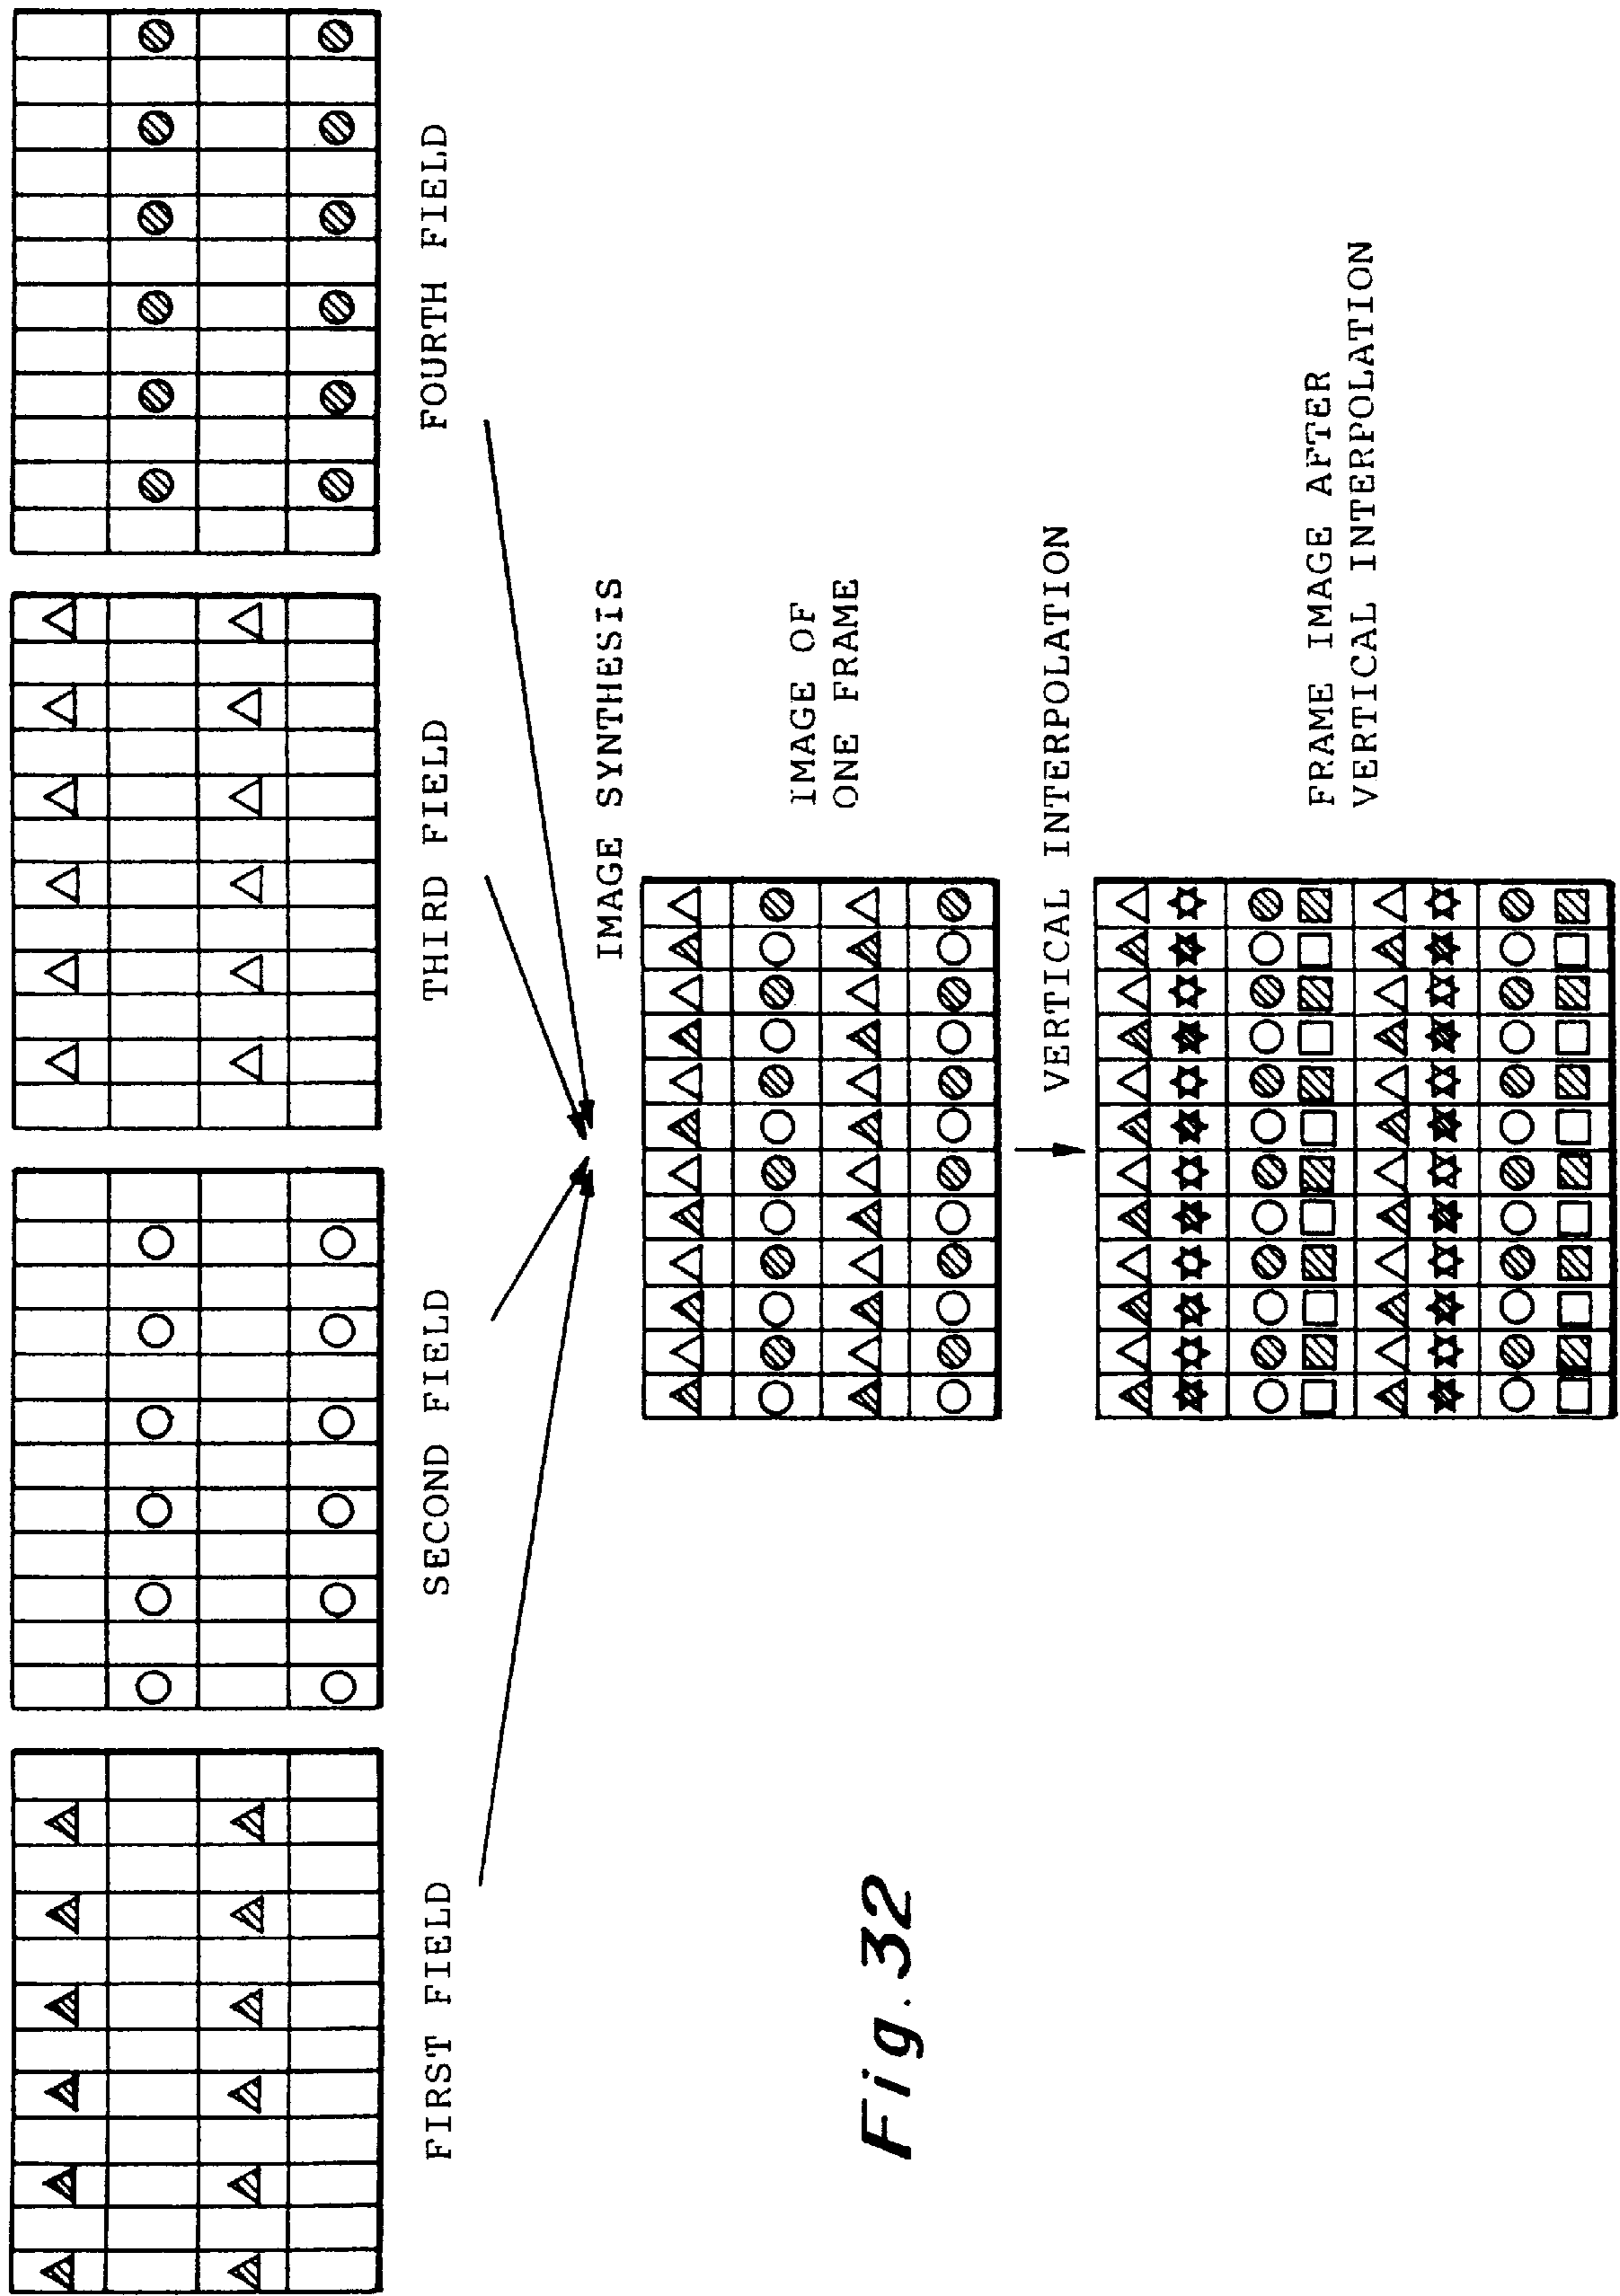 FIRST FIELD
SECOND FIELD
THIRD FIELD
FOURTH FIELD
IMAGE SYNTHESIS
IMAGE OF
ONE FRAME
VERTICAL INTERPOLATION
FRAME IMAGE AFTER
VERTICAL INTERPOLATION
Fig. 32